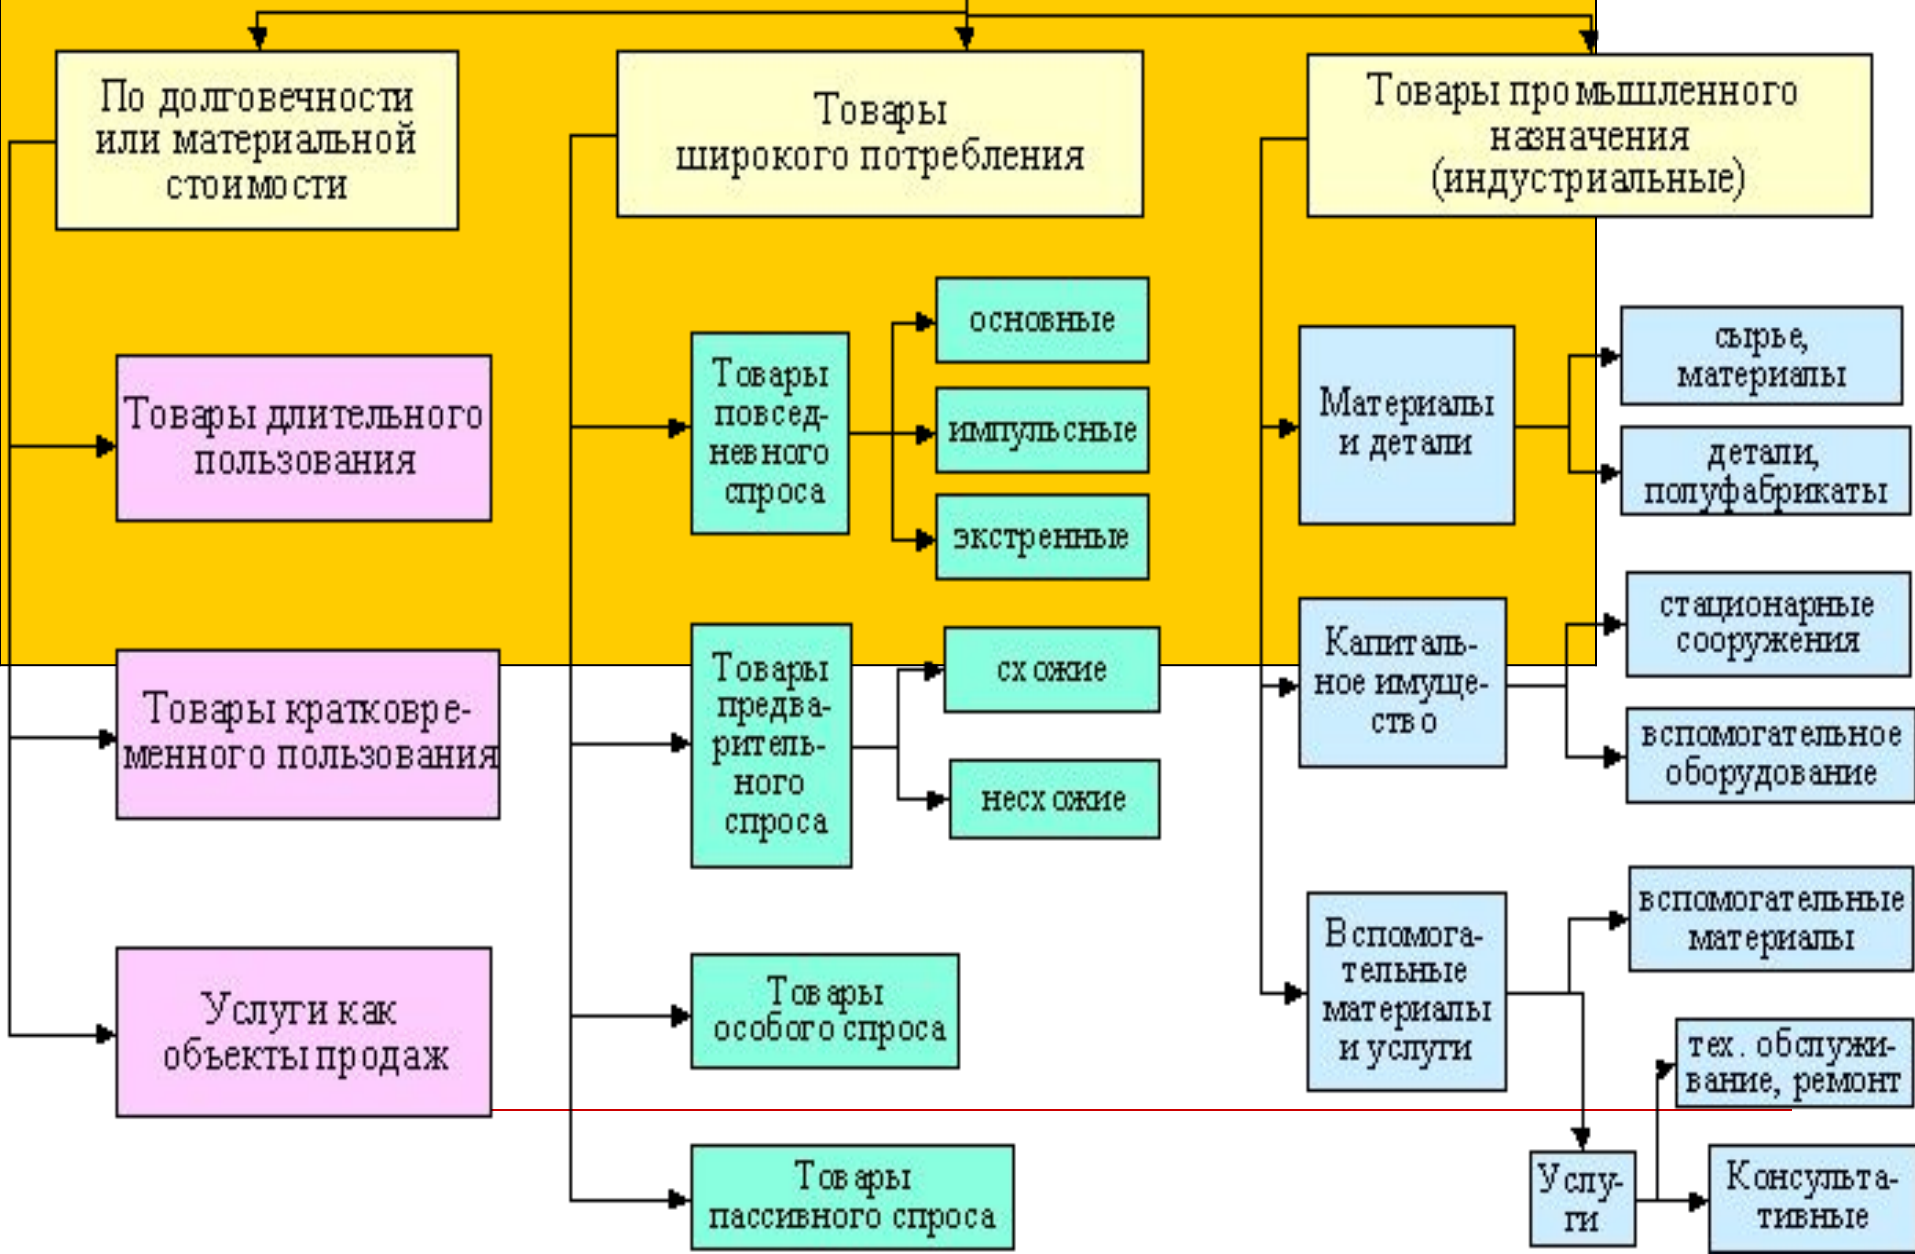 По долговечности
или материальной
стоимости
Товары длительного
пользования
Товары кратковре-
менного пользования
Услуги как
объекты продаж
Товары
широкого потребления
Товары
повсед-
невного
спроса
основные
импульсные
экстренные
Товары
предва-
ритель-
ного
спроса
схожие
несхожие
Товары
особого спроса
Товары
пассивного спроса
Товары промышленного
назначения
(индустриальные)
Материалы
и детали
сырье,
материалы
детали,
полуфабрикаты
Капиталь-
ное имуще-
ство
стационарные
сооружения
вспомогательное
оборудование
Вспомога-
тельные
материалы
и услуги
вспомогательные
материалы
Услу-
ги
тех. обслужи-
вание, ремонт
Консульта-
тивные